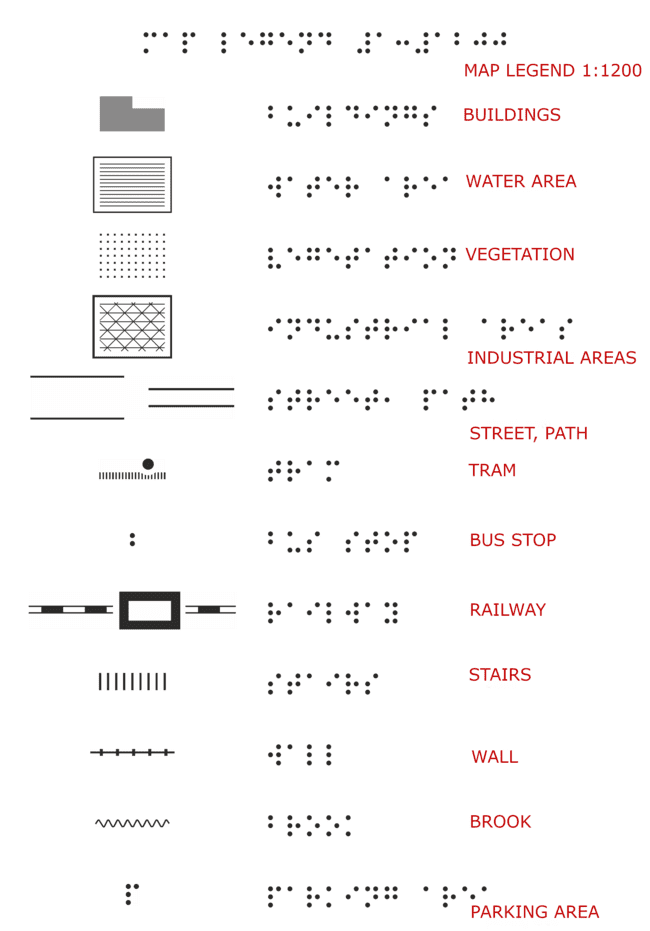 ⠍⠁⠏ ⠇⠑⠛⠑⠝⠙ ⠼⠁⠒⠼⠁⠃⠚⠚
MAP LEGEND 1:1200
⠃⠥⠊⠇⠙⠊⠝⠛⠎ BUILDINGS
⠺⠁⠞⠑⠗ ⠁⠗⠑⠁ WATER AREA
⠧⠑⠛⠑⠞⠁⠞⠊⠕⠝ VEGETATION
⠊⠝⠙⠥⠎⠞⠗⠊⠁⠇ ⠁⠗⠑⠁⠎
INDUSTRIAL AREAS
⠎⠞⠗⠑⠑⠞⠂ ⠏⠁⠞⠓
STREET, PATH
⠞⠗⠁⠍ TRAM
⠃⠥⠎ ⠎⠞⠕⠏ BUS STOP
⠗⠁⠊⠇⠺⠁⠽ RAILWAY
⠎⠞⠁⠊⠗⠎ STAIRS
⠺⠁⠇⠇ WALL
⠃⠗⠕⠕⠅ BROOK
⠏ ⠏⠁⠗⠅⠊⠝⠛ ⠁⠗⠑⠁
PARKING AREA